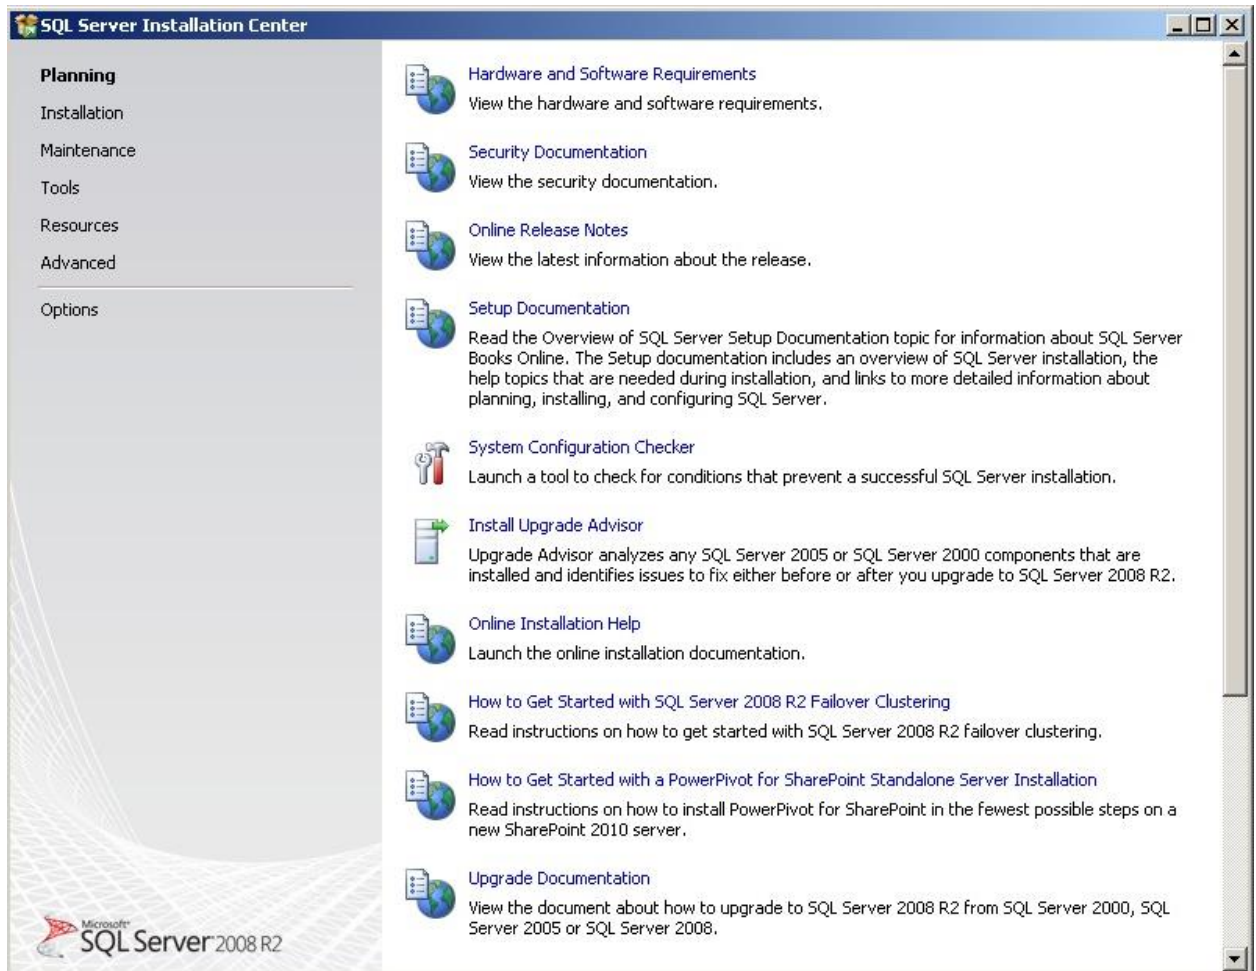 SQL Server Installation Center
Planning
Installation
Maintenance
Tools
Resources
Advanced
Options
Hardware and Software Requirements
View the hardware and software requirements.
Security Documentation
View the security documentation.
Online Release Notes
View the latest information about the release.
Setup Documentation
Read the Overview of SQL Server Setup Documentation topic for information about SQL Server
Books Online. The Setup documentation includes an overview of SQL Server installation, the
help topics that are needed during installation, and links to more detailed information about
planning, installing, and configuring SQL Server.
System Configuration Checker
Launch a tool to check for conditions that prevent a successful SQL Server installation.
Install Upgrade Advisor
Upgrade Advisor analyzes any SQL Server 2005 or SQL Server 2000 components that are
installed and identifies issues to fix either before or after you upgrade to SQL Server 2008 R2.
Online Installation Help
Launch the online installation documentation.
How to Get Started with SQL Server 2008 R2 Failover Clustering
Read instructions on how to get started with SQL Server 2008 R2 failover clustering.
How to Get Started with a PowerPivot for SharePoint Standalone Server Installation
Read instructions on how to install PowerPivot for SharePoint in the fewest possible steps on a
new SharePoint 2010 server.
Upgrade Documentation
View the document about how to upgrade to SQL Server 2008 R2 from SQL Server 2000, SQL
Server 2005 or SQL Server 2008.
Microsoft
SQL Server 2008 R2